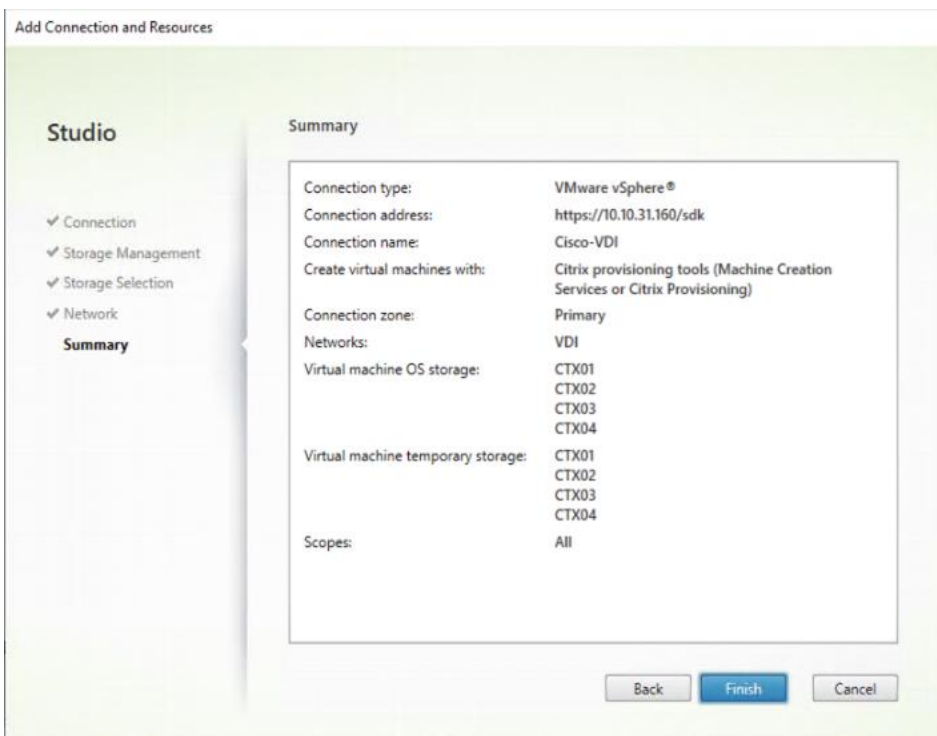 Add Connection and Resources
Studio
✔ Connection
✔ Storage Management
✔ Storage Selection
✔ Network
Summary
Summary
Connection type: VMware vSphere®
Connection address: https://10.10.31.160/sdk
Connection name: Cisco-VDI
Create virtual machines with: Citrix provisioning tools (Machine Creation
Services or Citrix Provisioning)
Connection zone: Primary
Networks: VDI
Virtual machine OS storage: CTX01
CTX02
CTX03
CTX04
Virtual machine temporary storage: CTX01
CTX02
CTX03
CTX04
Scopes: All
Back Finish Cancel